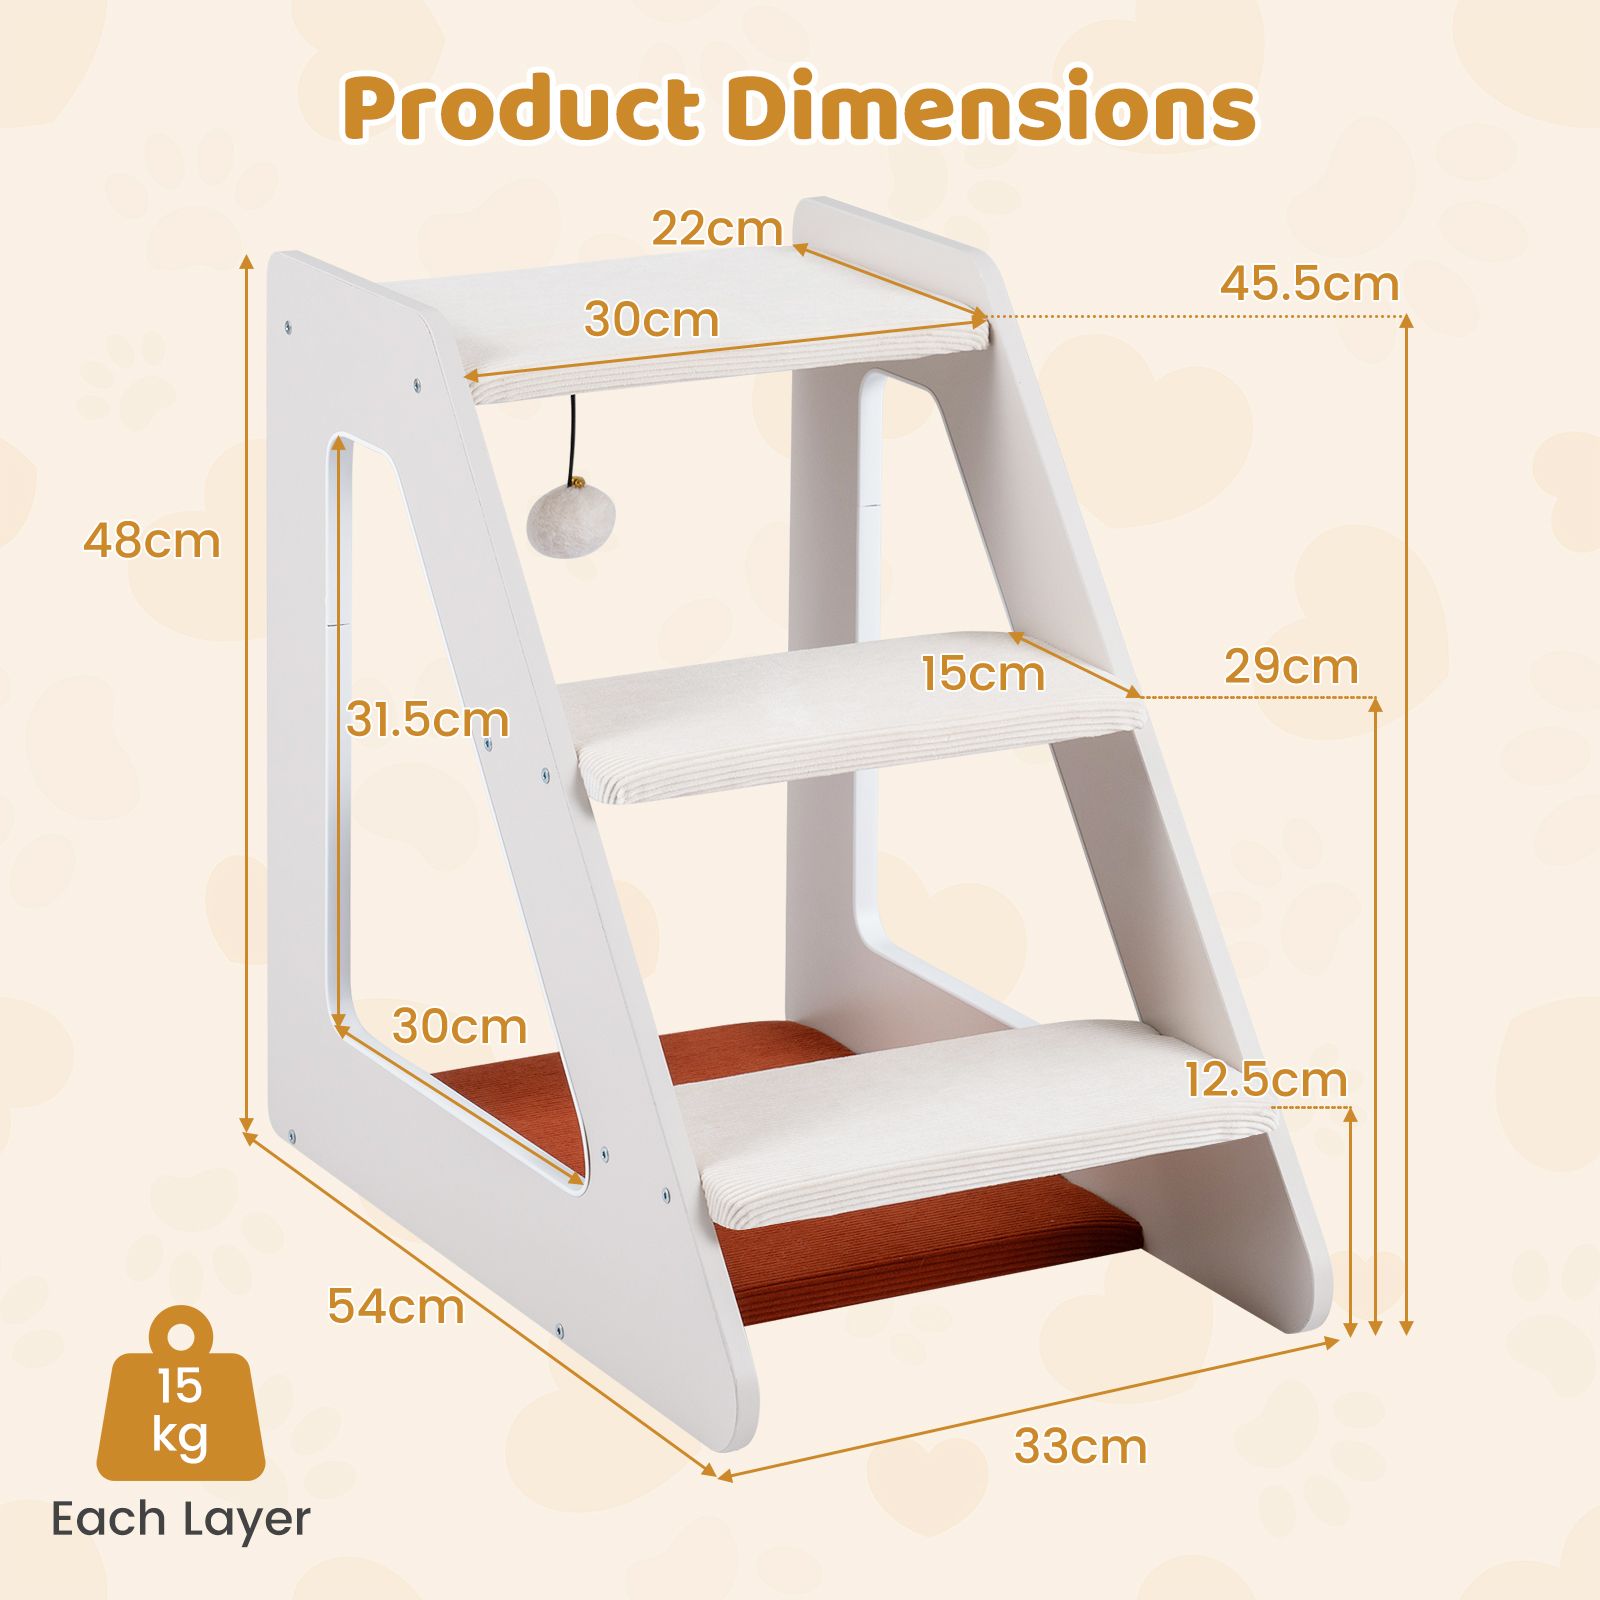 Product Dimensions
22cm
45.5cm
30cm
48cm
15cm
29cm
31.5cm
30cm
12.5cm
54cm
15
kg
33cm
Each Layer